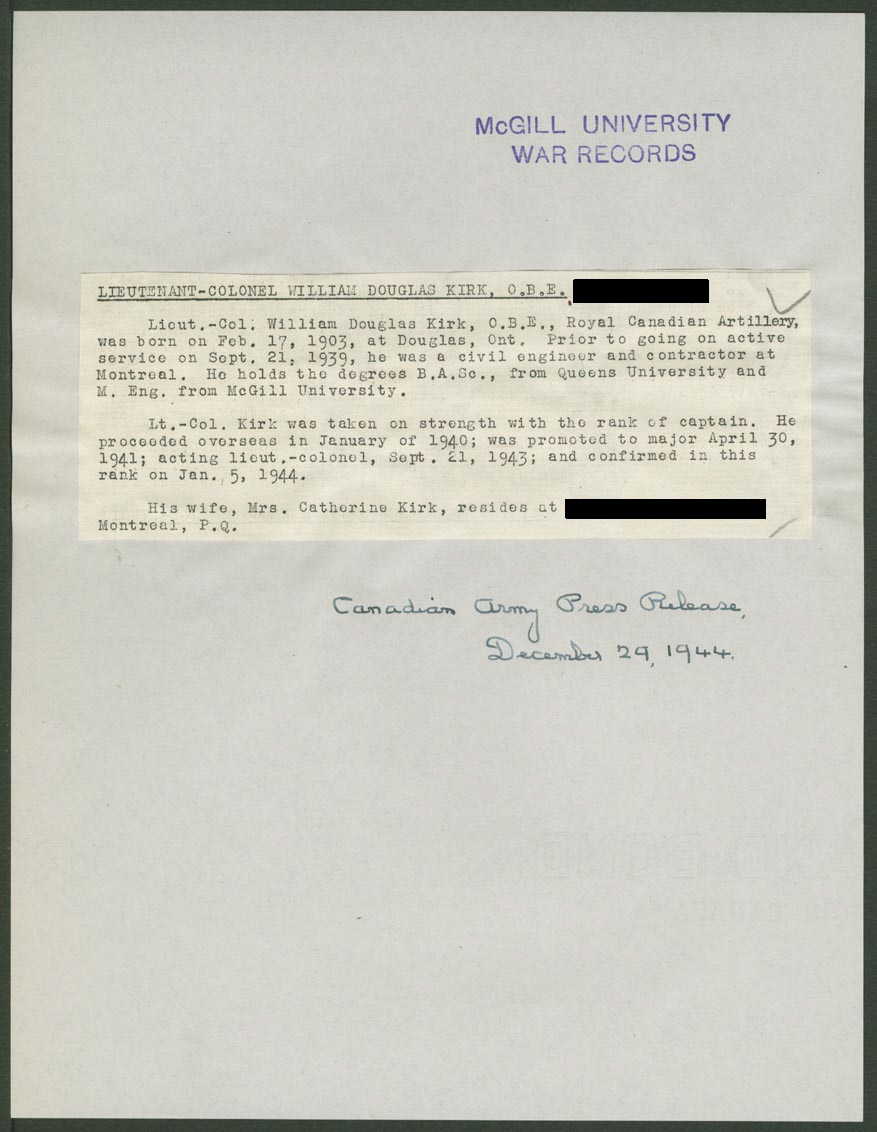 McGILL UNIVERSITY
WAR RECORDS
LIEUTENANT-COLONEL WILLIAM DOUGLAS KIRK, O.B.E.
Lieut.-Col. William Douglas Kirk, O.B.E., Royal Canadian Artillery,
was born on Feb. 17, 1903, at Douglas, Ont. Prior to going on active
service on Sept. 21, 1939, he was a civil engineer and contractor at
Montreal. He holds the degrees B.A.Sc., from Queens University and
M. Eng. from McGill University.
Lt.-Col. Kirk was taken on strength with the rank of captain. He
proceeded overseas in January of 1940; was promoted to major April 30,
1941; acting lieut.-colonel, Sept. 21, 1943; and confirmed in this
rank on Jan. 5, 1944.
His wife, Mrs. Catherine Kirk, resides at
Montreal, P.Q.
Canadian Army Press Release,
December 29, 1944.